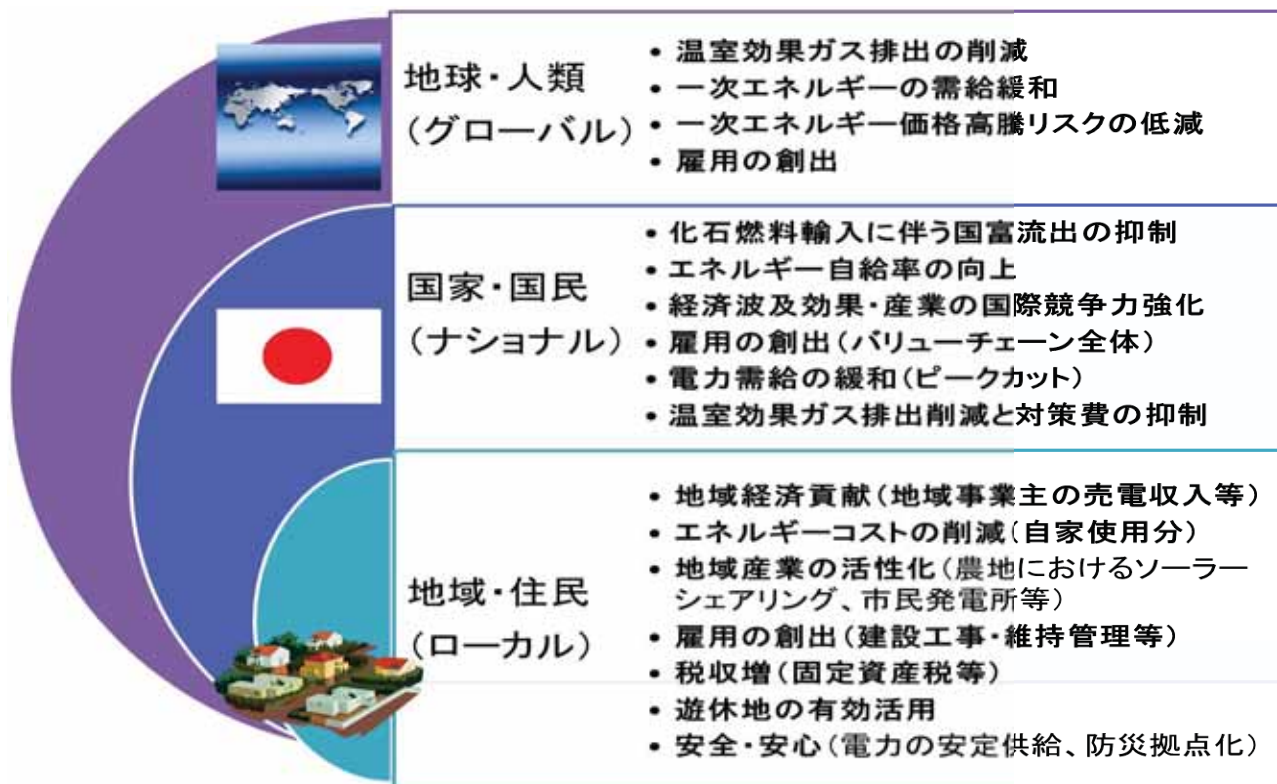 地球・人類
（グローバル）
• 温室効果ガス排出の削減
• 一次エネルギーの需給緩和
• 一次エネルギー価格高騰リスクの低減
• 雇用の創出
国家・国民
（ナショナル）
• 化石燃料輸入に伴う国富流出の抑制
• エネルギー自給率の向上
• 経済波及効果・産業の国際競争力強化
• 雇用の創出（バリューチェーン全体）
• 電力需給の緩和（ピークカット）
• 温室効果ガス排出削減と対策費の抑制
地域・住民
（ローカル）
• 地域経済貢献（地域事業主の売電収入等）
• エネルギーコストの削減（自家使用分）
• 地域産業の活性化（農地におけるソーラー
シェアリング、市民発電所等）
• 雇用の創出（建設工事・維持管理等）
• 税収増（固定資産税等）
• 遊休地の有効活用
• 安全・安心（電力の安定供給、防災拠点化）